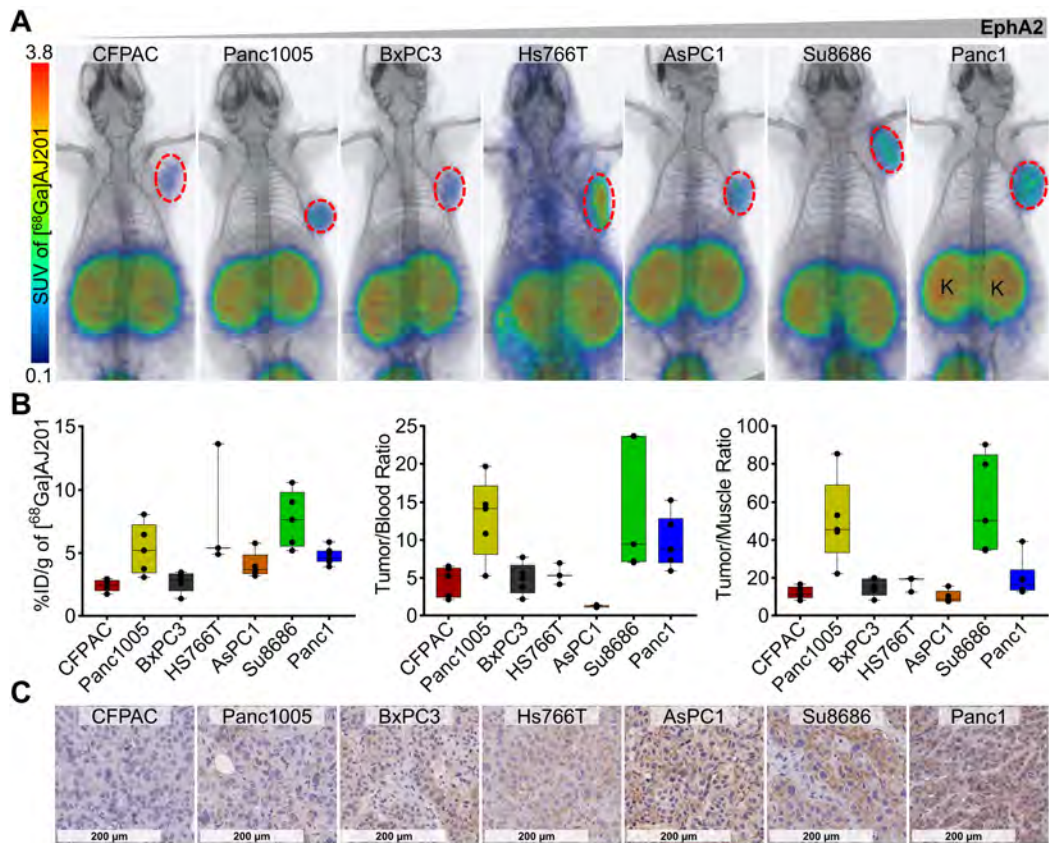 A
EphA2
CFPAC
Panc1005
BxPC3
Hs766T
AsPC1
Su8686
Panc1
3.8
SUV of [⁶⁸Ga]AJ201
0.1
K K
B
%ID/g of [⁶⁸Ga]AJ201
15
10
5
0
CFPAC
Panc1005
BxPC3
HS766T
AsPC1
Su8686
Panc1
Tumor/Blood Ratio
25
20
15
10
5
0
CFPAC
Panc1005
BxPC3
HS766T
AsPC1
Su8686
Panc1
Tumor/Muscle Ratio
100
80
60
40
20
0
CFPAC
Panc1005
BxPC3
HS766T
AsPC1
Su8686
Panc1
C
CFPAC
Panc1005
BxPC3
Hs766T
AsPC1
Su8686
Panc1
200 µm
200 µm
200 µm
200 µm
200 µm
200 µm
200 µm